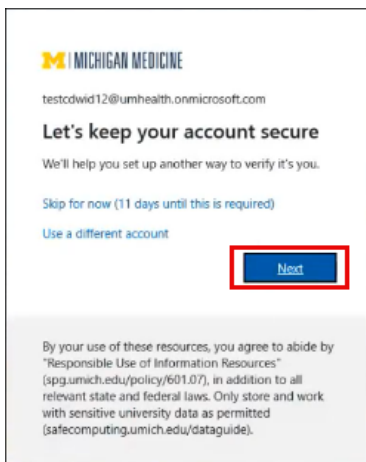 M | MICHIGAN MEDICINE
testcdwid12@umhealth.onmicrosoft.com
Let's keep your account secure
We'll help you set up another way to verify it's you.
Skip for now (11 days until this is required)
Use a different account
Next
By your use of these resources, you agree to abide by
"Responsible Use of Information Resources"
(spg.umich.edu/policy/601.07), in addition to all
relevant state and federal laws. Only store and work
with sensitive university data as permitted
(safecomputing.umich.edu/dataguide).